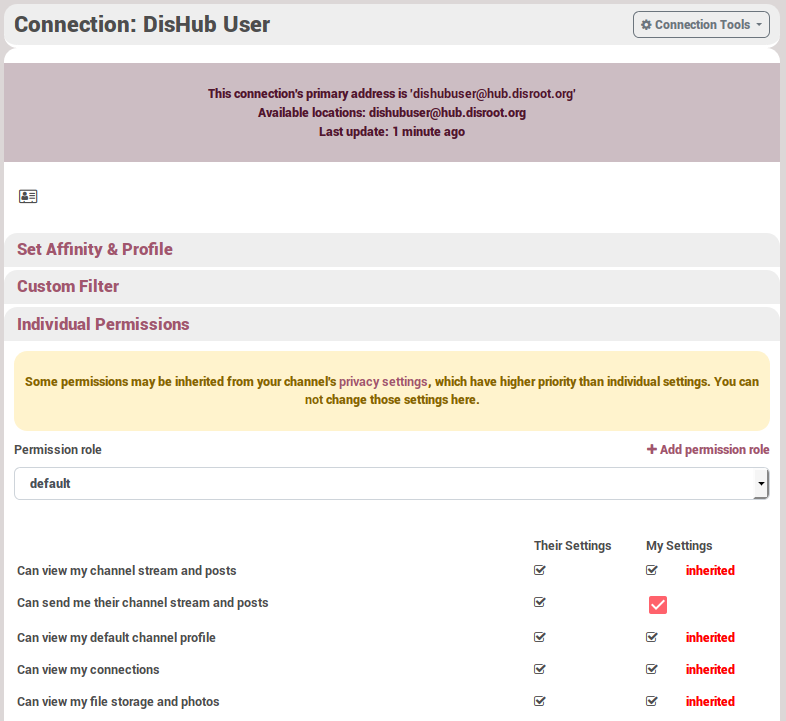 Connection: DisHub User
Connection Tools
This connection's primary address is 'dishubuser@hub.disroot.org'
Available locations: dishubuser@hub.disroot.org
Last update: 1 minute ago
Set Affinity & Profile
Custom Filter
Individual Permissions
Some permissions may be inherited from your channel's privacy settings, which have higher priority than individual settings. You can
not change those settings here.
Permission role
+ Add permission role
default
Their Settings My Settings
Can view my channel stream and posts inherited
Can send me their channel stream and posts
Can view my default channel profile inherited
Can view my connections inherited
Can view my file storage and photos inherited